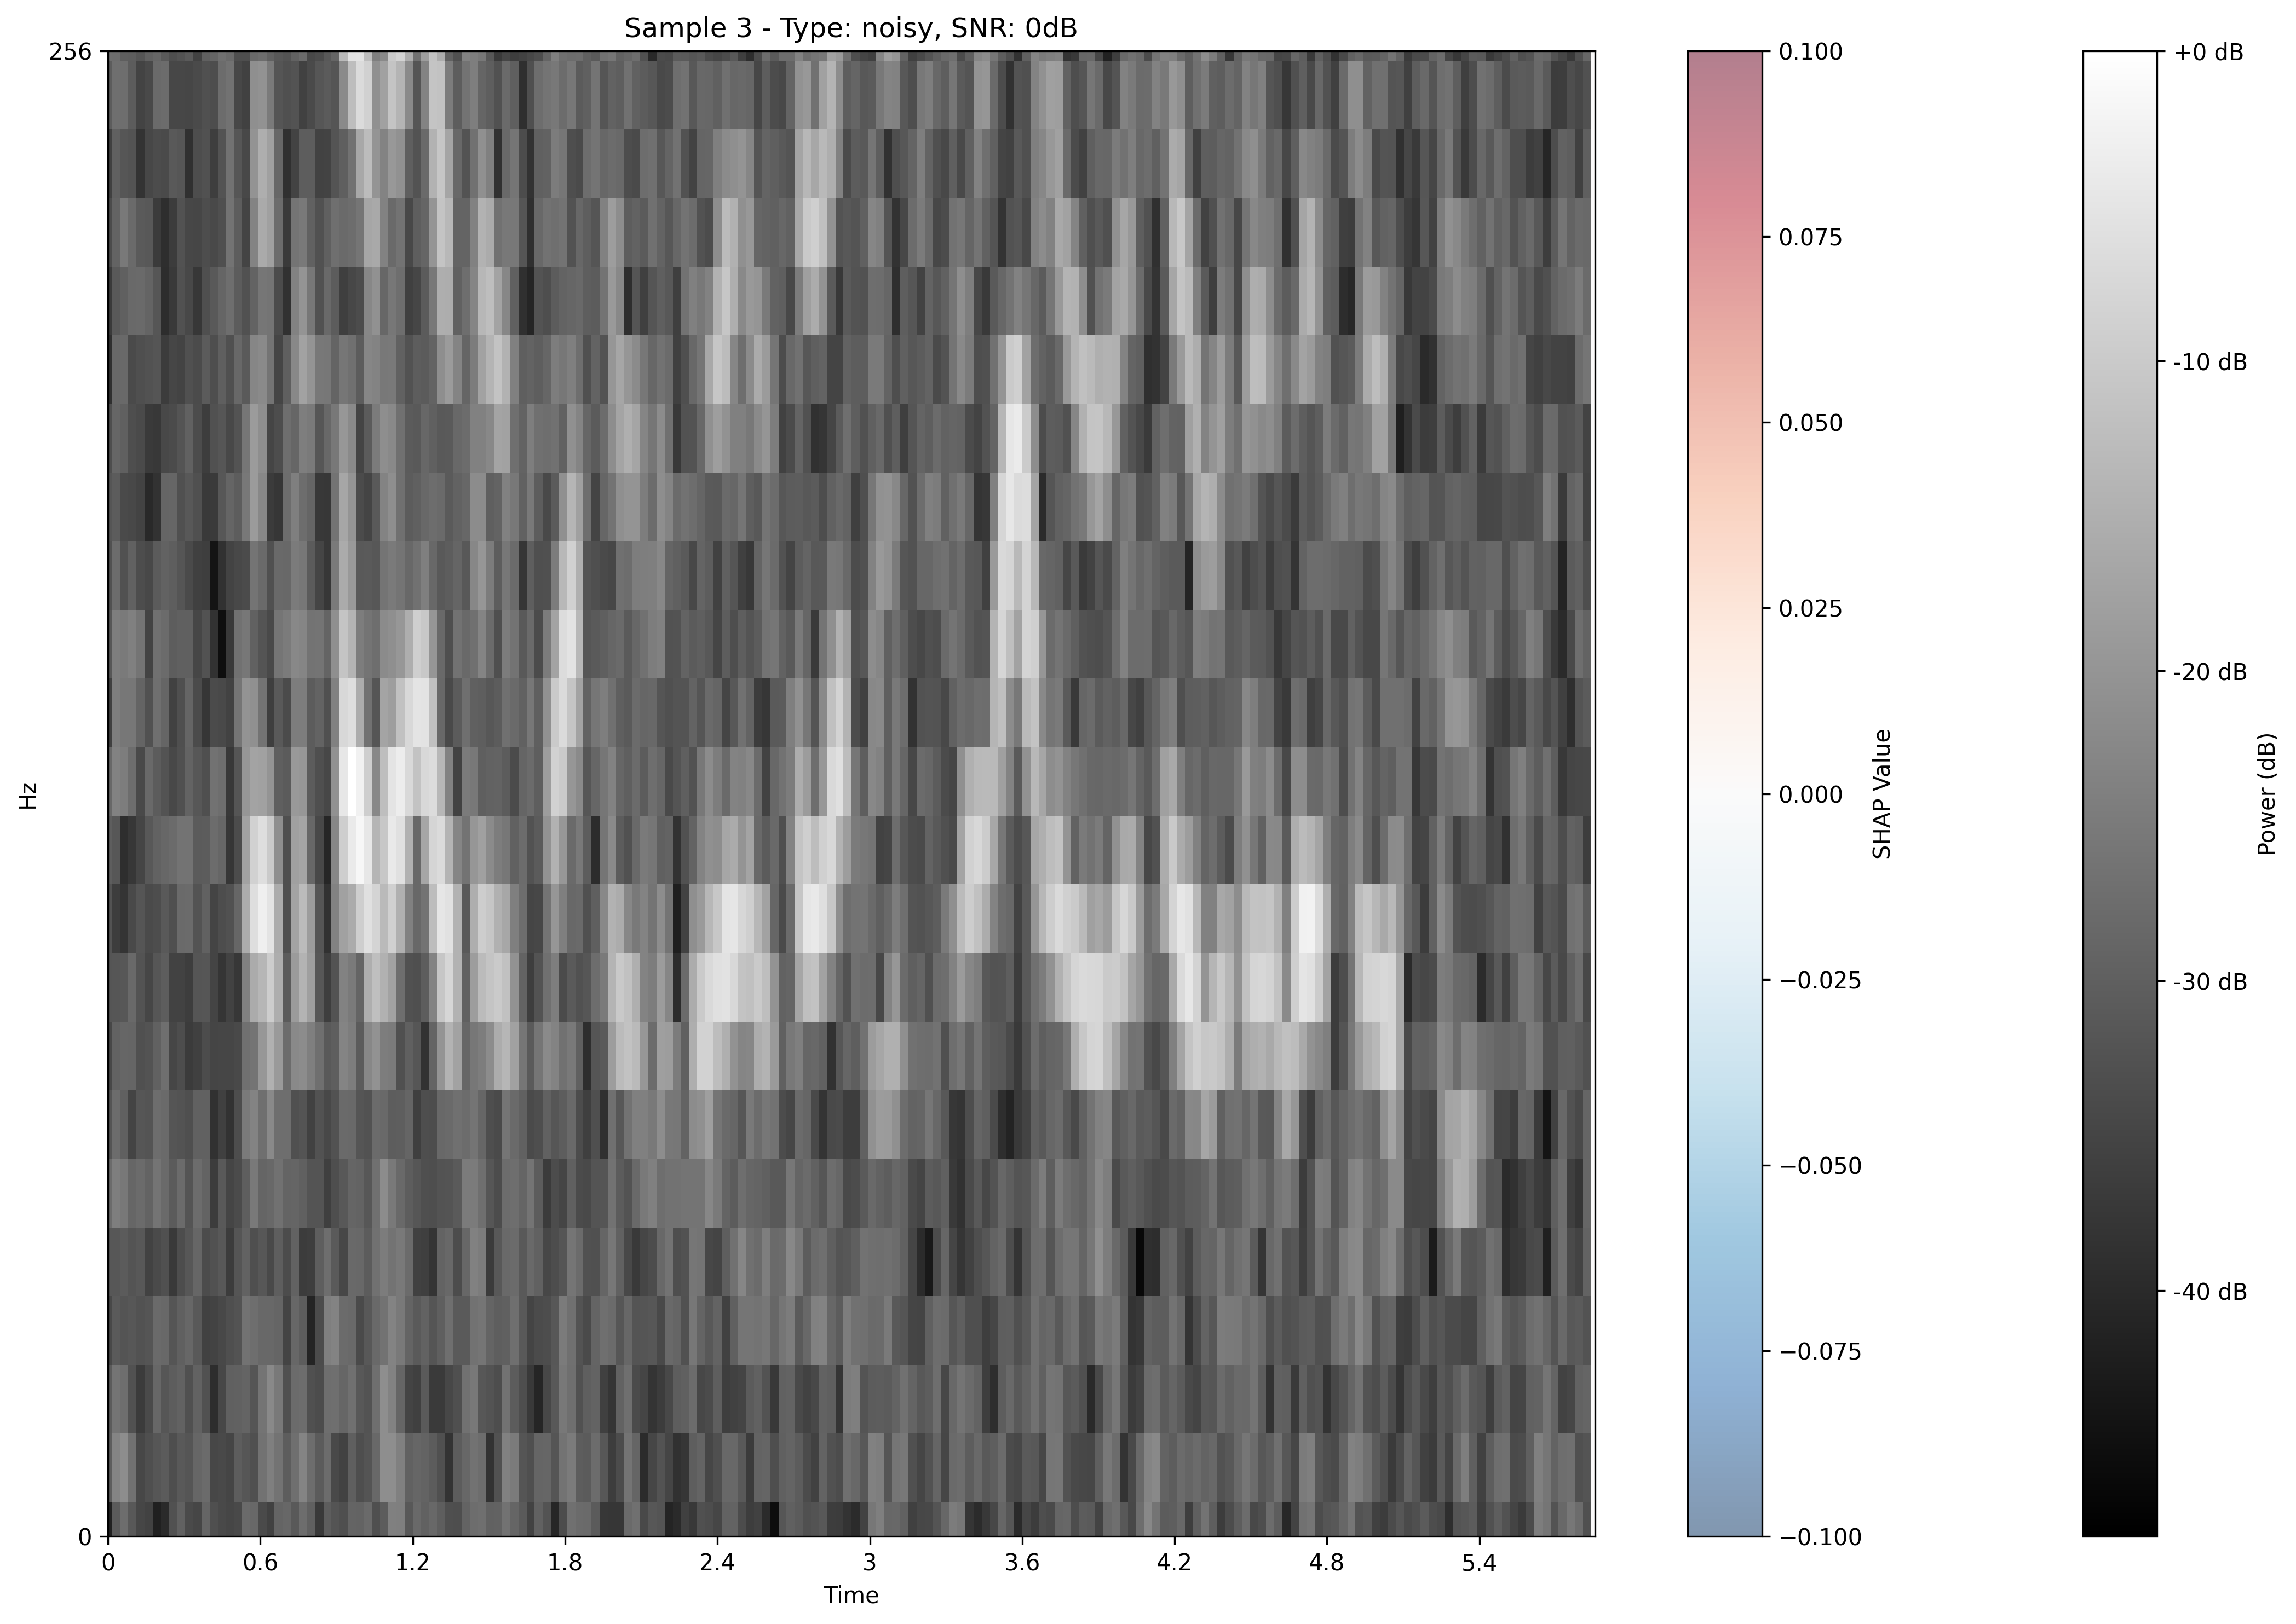 Sample 3 - Type: noisy, SNR: 0dB
256
0
Hz
0 0.6 1.2 1.8 2.4 3 3.6 4.2 4.8 5.4
Time
0.100
0.075
0.050
0.025
0.000
−0.025
−0.050
−0.075
−0.100
SHAP Value
+0 dB
-10 dB
-20 dB
-30 dB
-40 dB
Power (dB)